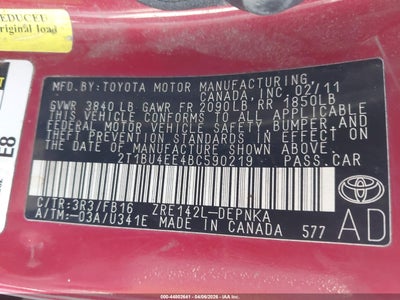 REDUCED
original load
MFD.BY: TOYOTA MOTOR MANUFACTURING,
CANADA, INC. 02/11
GVWR 3840 LB GAWR FR 2090LB RR 1850LB
THIS VEHICLE CONFORMS TO ALL APPLICABLE
FEDERAL MOTOR VEHICLE SAFETY, BUMPER, AND
THEFT PREVENTION STANDARDS IN EFFECT ON
THE DATE OF MANUFACTURE SHOWN ABOVE.
2T1BU4EE4BC590219 PASS.CAR
C/TR:3R3/FB16 ZRE142L-DEPNKA
A/TM:-03A/U341E MADE IN CANADA 577
TOYOTA
AD
E8
000-44802641 - 04/06/2026 - IAAI